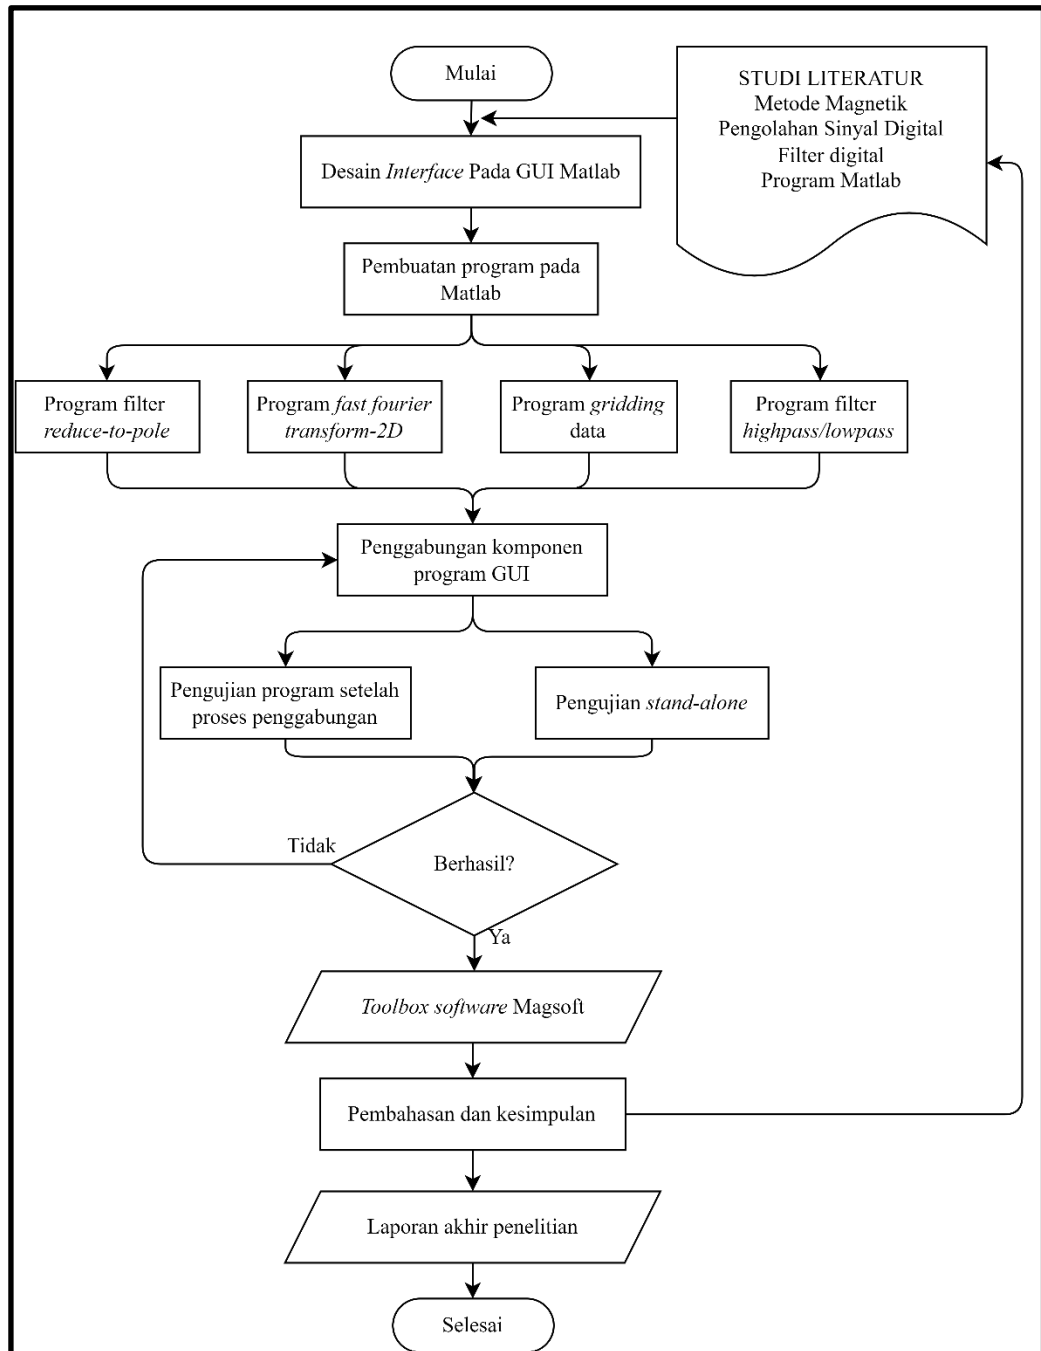 Mulai
STUDI LITERATUR
Metode Magnetik
Pengolahan Sinyal Digital
Filter digital
Program Matlab
Desain Interface Pada GUI Matlab
Pembuatan program pada
Matlab
Program filter
reduce-to-pole
Program fast fourier
transform-2D
Program gridding
data
Program filter
highpass/lowpass
Penggabungan komponen
program GUI
Pengujian program setelah
proses penggabungan
Pengujian stand-alone
Berhasil?
Tidak
Ya
Toolbox software Magsoft
Pembahasan dan kesimpulan
Laporan akhir penelitian
Selesai